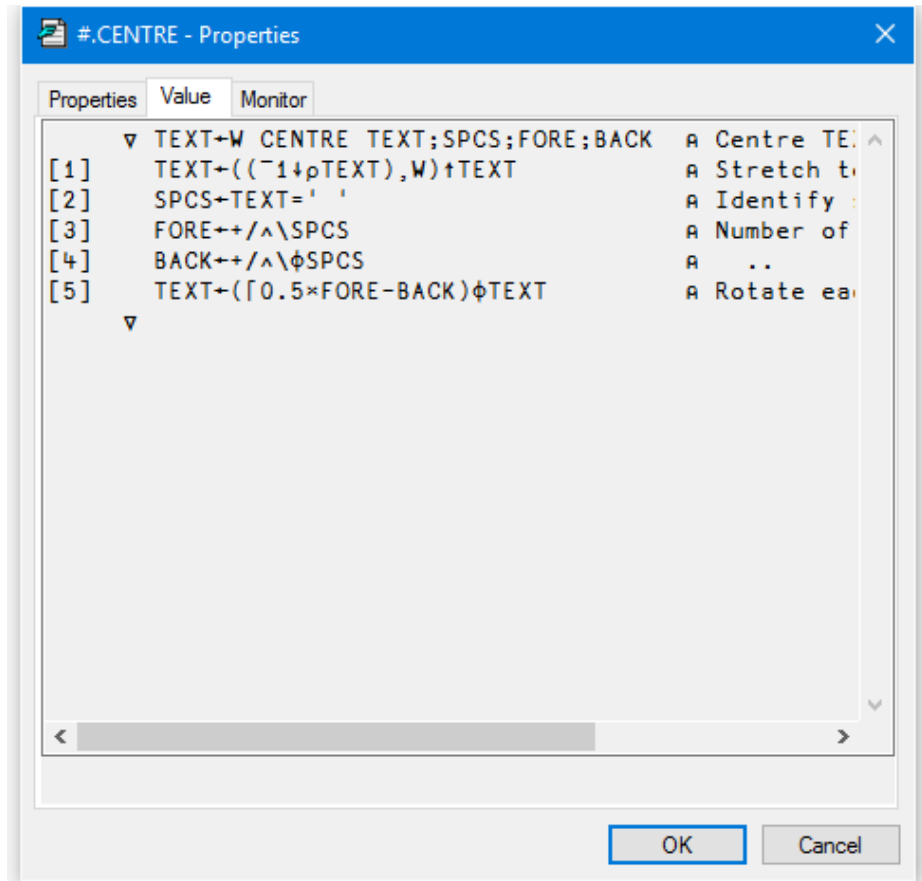 #.CENTRE - Properties
Properties Value Monitor
∇ TEXT←W CENTRE TEXT;SPCS;FORE;BACK ⍝ Centre
[1] TEXT←((¯1↓⍴TEXT),W)↑TEXT ⍝ Stretch
[2] SPCS←TEXT=' ' ⍝ Identify
[3] FORE←+/∧\SPCS ⍝ Number of
[4] BACK←+/∧\⌽SPCS ⍝ ..
[5] TEXT←(⌈0.5×FORE-BACK)⌽TEXT ⍝ Rotate
∇
OK Cancel